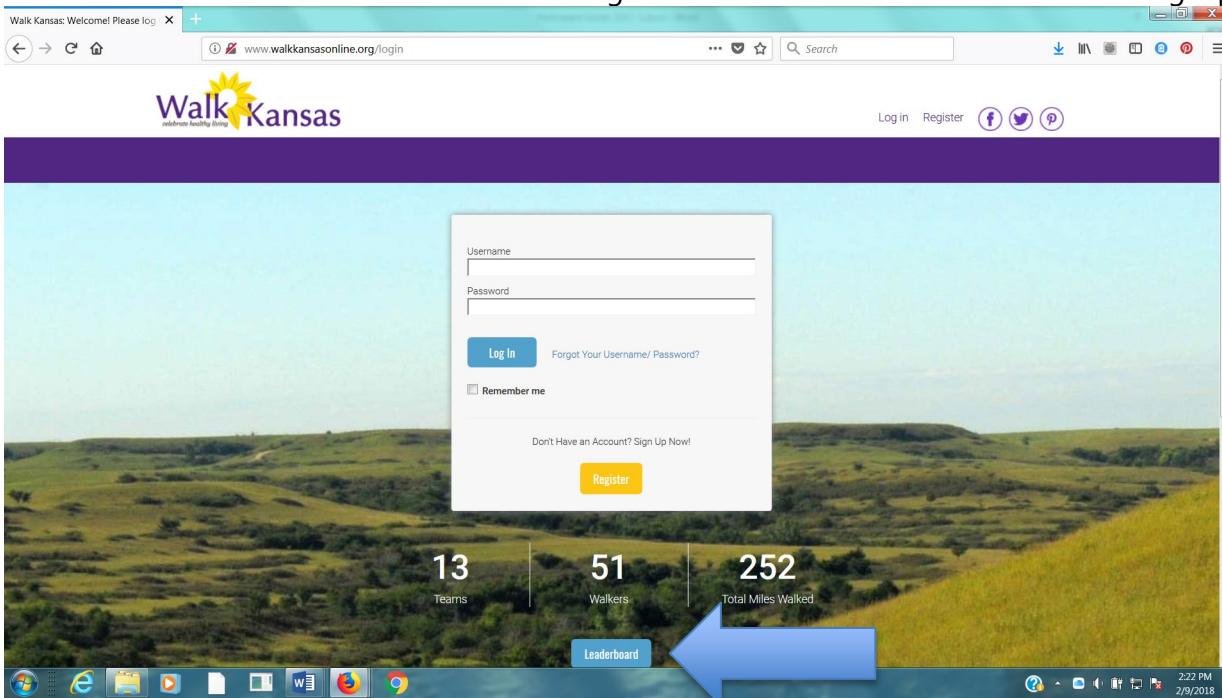 Walk Kansas: Welcome! Please log
www.walkkansasonline.org/login
Search
Walk Kansas
celebrate healthy living
Log in Register
Username
Password
Log In Forgot Your Username/ Password?
Remember me
Don't Have an Account? Sign Up Now!
Register
13 51 252
Teams Walkers Total Miles Walked
Leaderboard
2:22 PM
2/9/2018